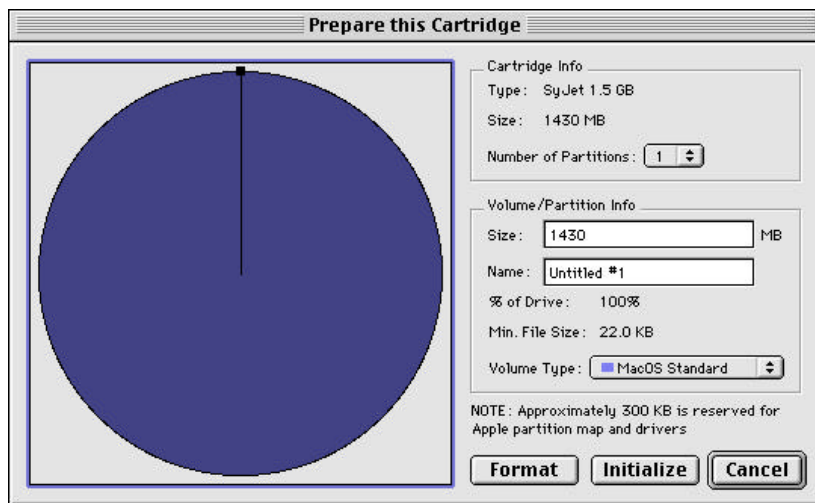 Prepare this Cartridge
Cartridge Info
Type: SyJet 1.5 GB
Size: 1430 MB
Number of Partitions: 1
Volume/Partition Info
Size: 1430 MB
Name: Untitled #1
% of Drive: 100%
Min. File Size: 22.0 KB
Volume Type: MacOS Standard
NOTE: Approximately 300 KB is reserved for
Apple partition map and drivers
Format Initialize Cancel